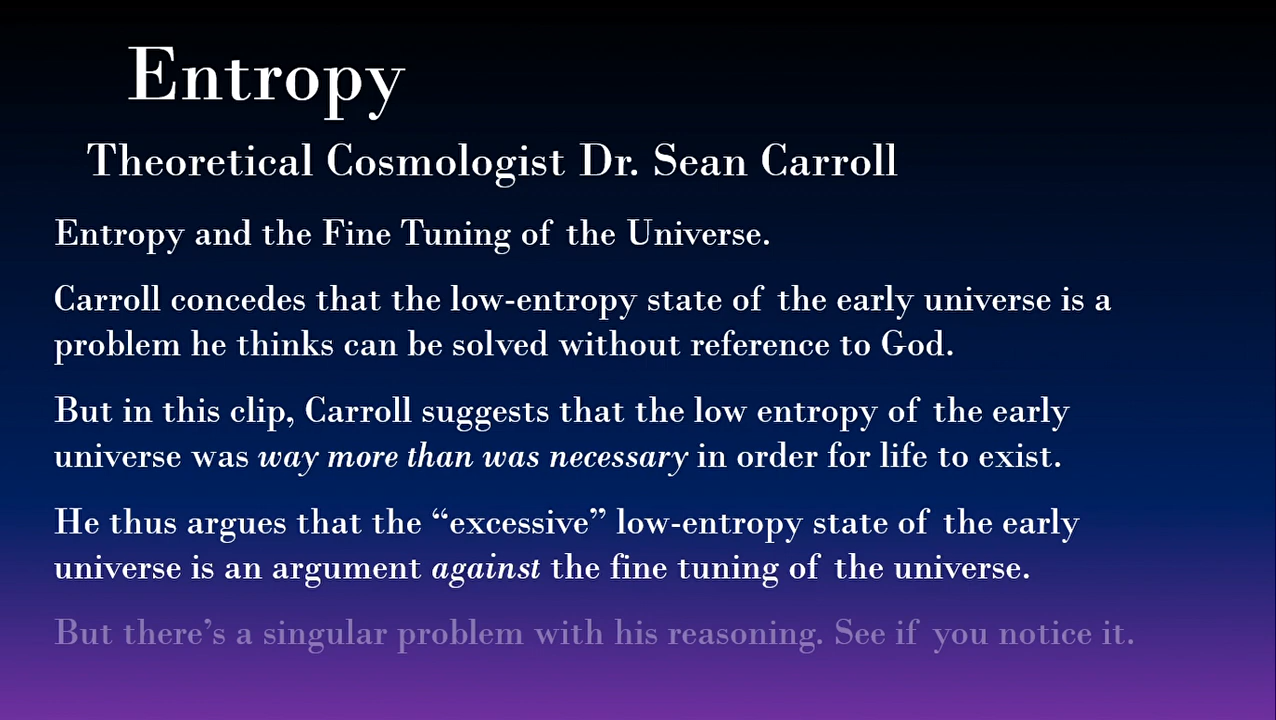 Entropy
Theoretical Cosmologist Dr. Sean Carroll
Entropy and the Fine Tuning of the Universe.
Carroll concedes that the low-entropy state of the early universe is a
problem he thinks can be solved without reference to God.
But in this clip, Carroll suggests that the low entropy of the early
universe was way more than was necessary in order for life to exist.
He thus argues that the “excessive” low-entropy state of the early
universe is an argument against the fine tuning of the universe.
But there’s a singular problem with his reasoning. See if you notice it.